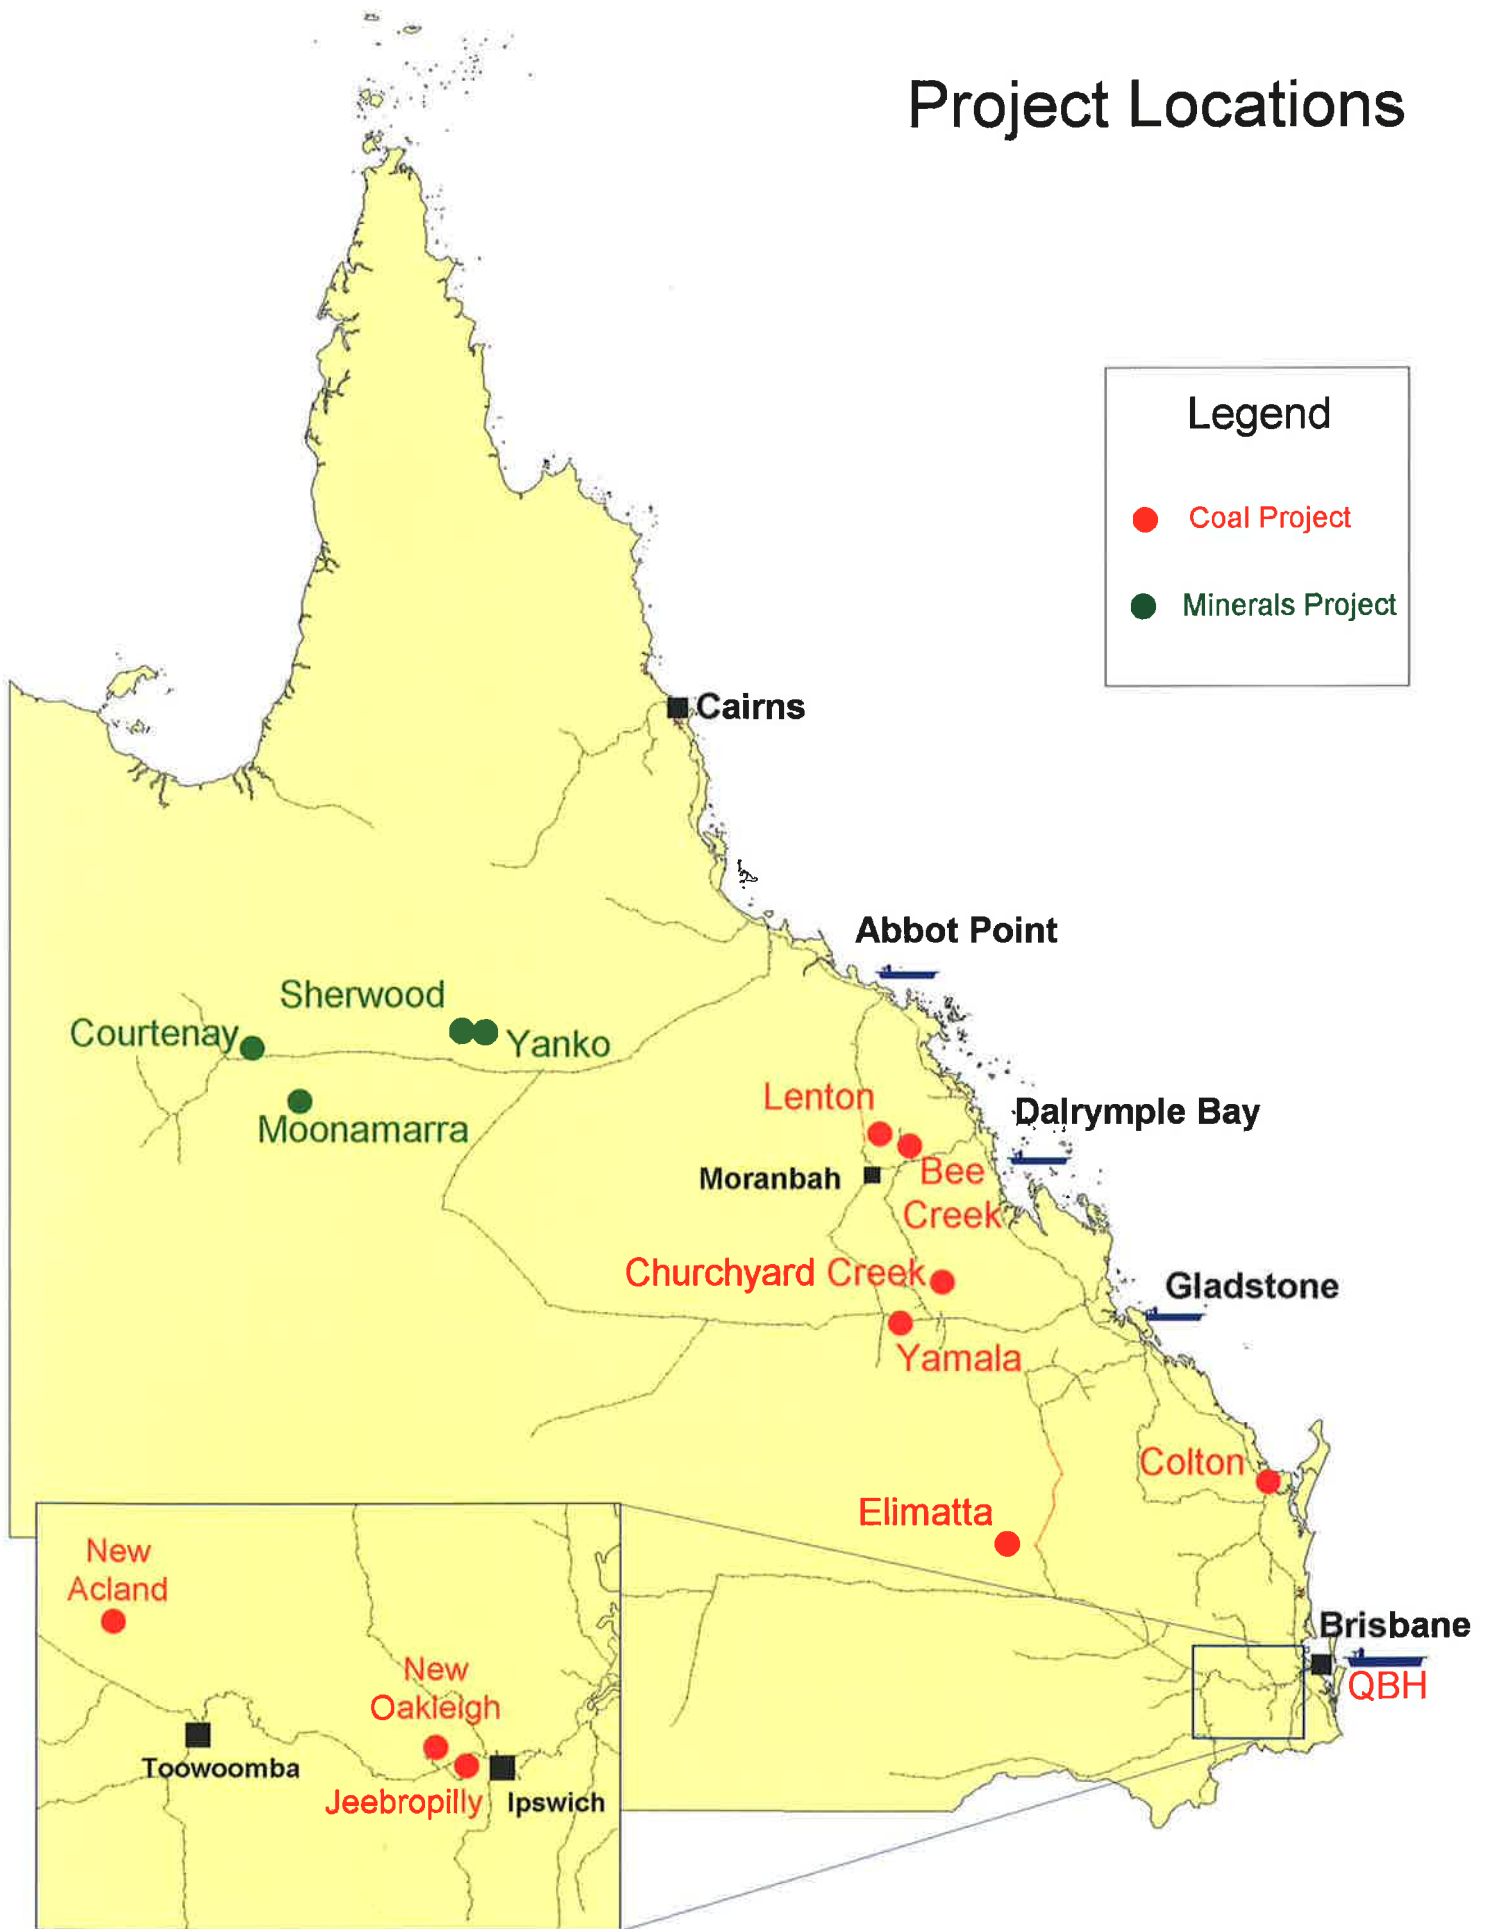 Project Locations
Legend
Coal Project
Minerals Project
Cairns
Abbot Point
Sherwood
Courtenay
Yanko
Moonamarra
Lenton
Dalrymple Bay
Moranbah
Bee
Creek
Churchyard Creek
Gladstone
Yamala
Colton
Elimatta
New
Acland
Brisbane
QBH
New
Oakleigh
Toowoomba
Jeebropilly
Ipswich